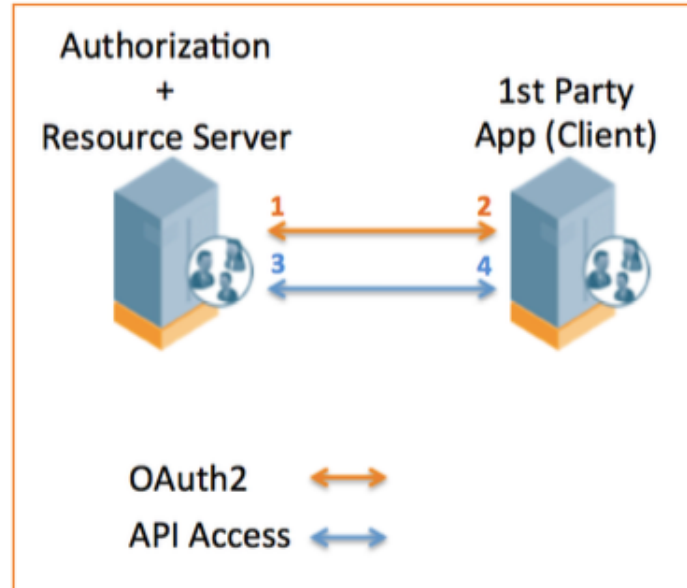 Authorization
+
Resource Server
1st Party
App (Client)
1
2
3
4
OAuth2
API Access